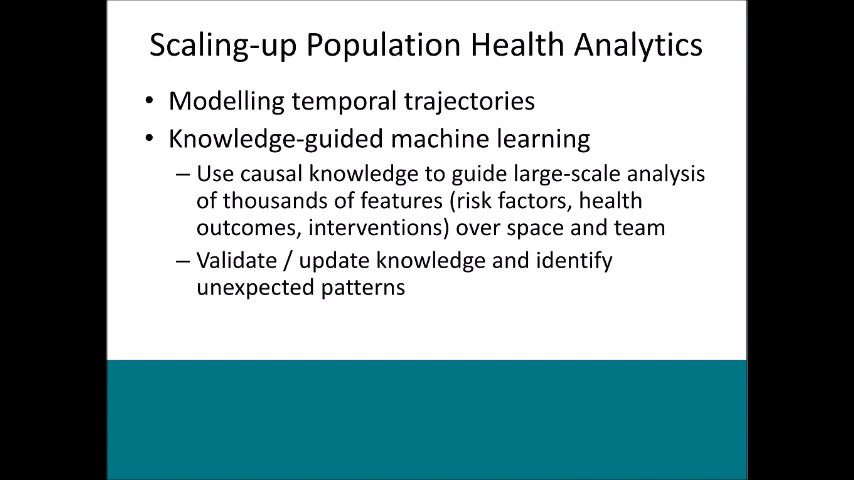 Scaling-up Population Health Analytics
• Modelling temporal trajectories
• Knowledge-guided machine learning
– Use causal knowledge to guide large-scale analysis
of thousands of features (risk factors, health
outcomes, interventions) over space and team
– Validate / update knowledge and identify
unexpected patterns